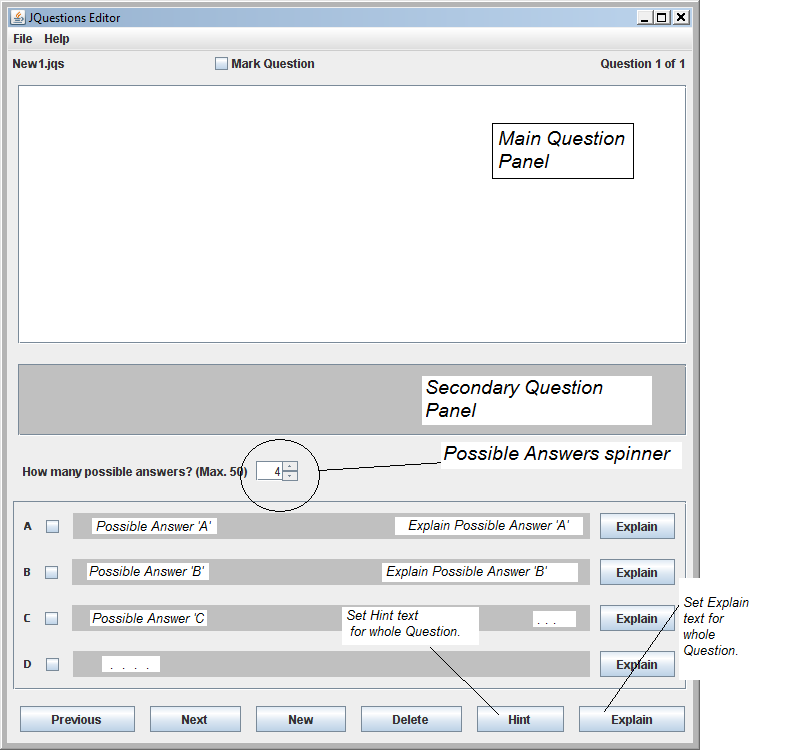 JQuestions Editor
File Help
New1.jqs Mark Question Question 1 of 1
Main Question
Panel
Secondary Question
Panel
Possible Answers spinner
How many possible answers? (Max. 50) 4
A Possible Answer 'A' Explain Possible Answer 'A' Explain
B Possible Answer 'B' Explain Possible Answer 'B' Explain
C Possible Answer 'C . . . Explain
Set Hint text
for whole Question.
Set Explain
text for
whole
Question.
D . . . . Explain
Previous Next New Delete Hint Explain